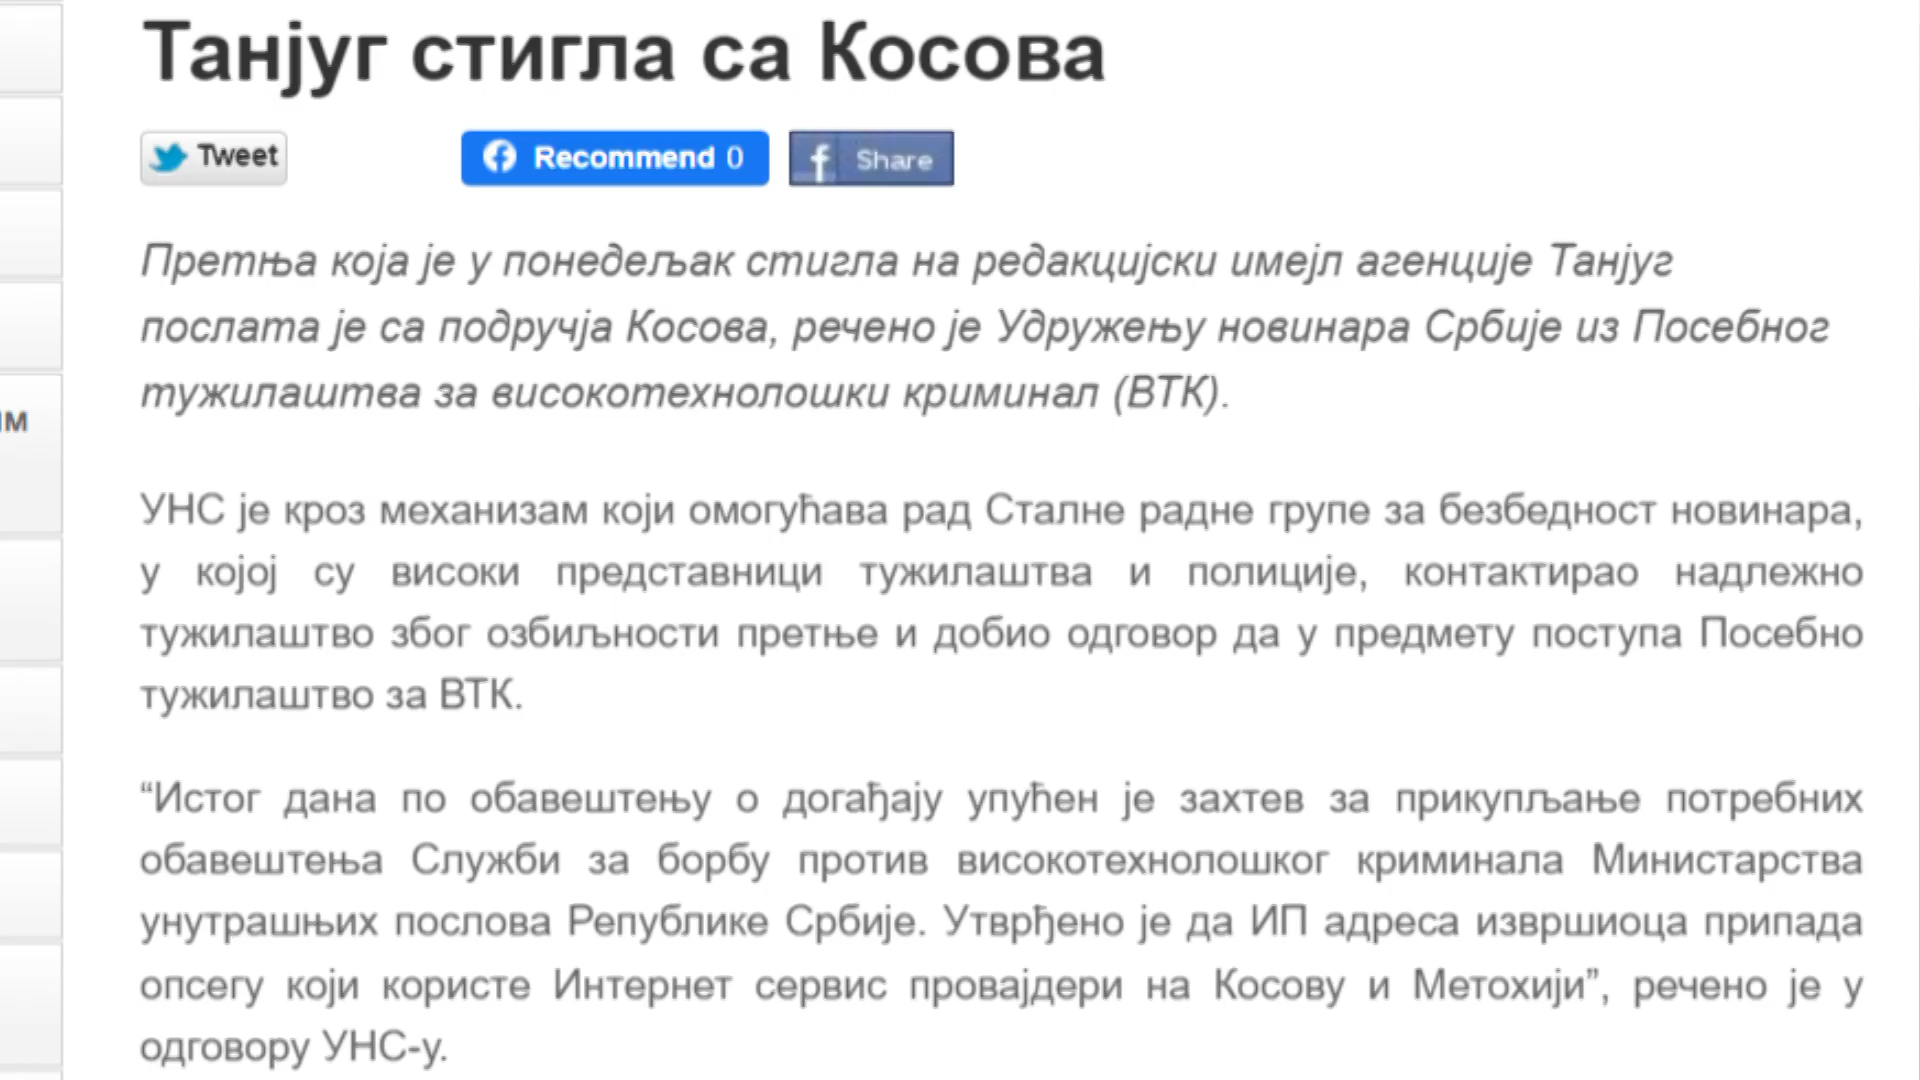 Танјуг стигла са Косова
Tweet
Recommend 0
Share
Претња која је у понедељак стигла на редакцијски имејл агенције Танјуг
послата је са подручја Косова, речено је Удружењу новинара Србије из Посебног
тужилаштва за високотехнолошки криминал (ВТК).
УНС је кроз механизам који омогућава рад Сталне радне групе за безбедност новинара,
у којој су високи представници тужилаштва и полиције, контактирао надлежно
тужилаштво због озбиљности претње и добио одговор да у предмету поступа Посебно
тужилаштво за ВТК.
“Истог дана по обавештењу о догађају упућен је захтев за прикупљање потребних
обавештења Служби за борбу против високотехнолошког криминала Министарства
унутрашњих послова Републике Србије. Утврђено је да ИП адреса извршиоца припада
опсегу који користе Интернет сервис провајдери на Косову и Метохији”, речено је у
одговору УНС-у.